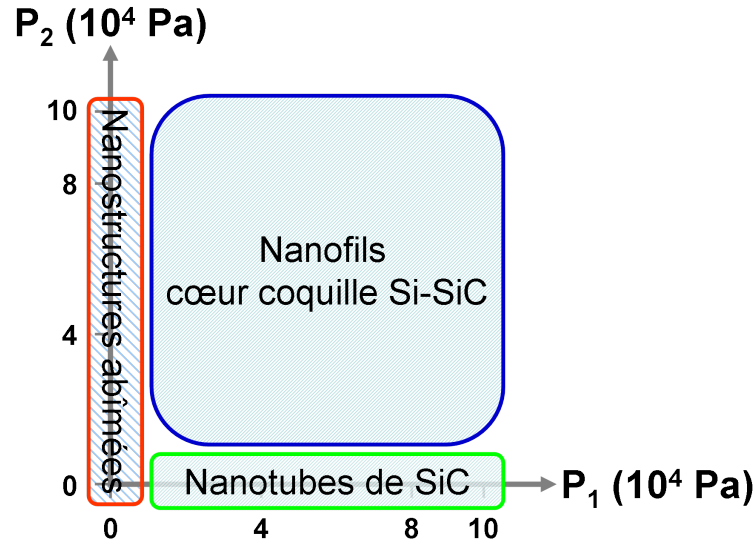 P₂ (10⁴ Pa)
10
8
4
0
Nanostructures abîmées
Nanofils
cœur coquille Si-SiC
Nanotubes de SiC
P₁ (10⁴ Pa)
0
4
8
10